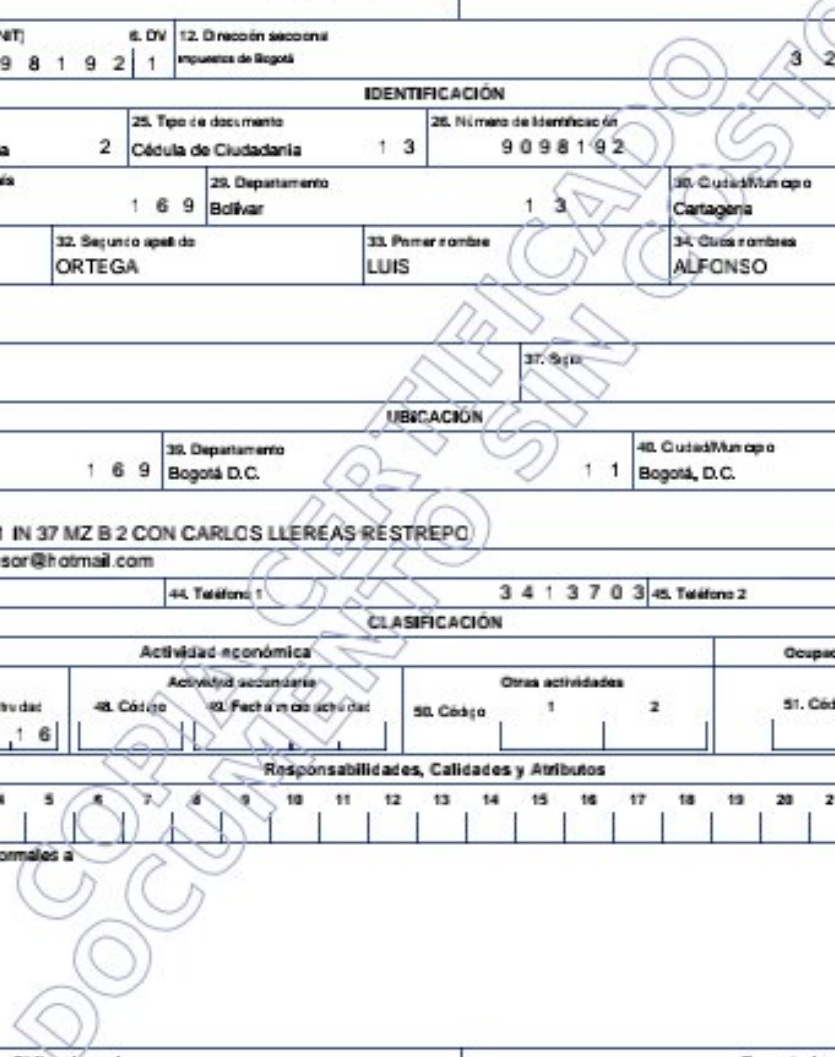 NIT) 6. DV 12. Dirección seccional
9 8 1 9 2 1 Impuestos de Bogotá 3 2
IDENTIFICACIÓN
25. Tipo de documento 26. Número de Identificación
a 2 Cédula de Ciudadania 1 3 9 0 9 8 1 9 2
29. Departamento 30. Ciudad/Municipio
1 6 9 Bolívar 1 3 Cartagena
32. Segundo apellido 33. Primer nombre 34. Otros nombres
ORTEGA LUIS ALFONSO
37. Sigla
UBICACIÓN
39. Departamento 40. Ciudad/Municipio
1 6 9 Bogotá D.C. 1 1 Bogotá, D.C.
1 IN 37 MZ B 2 CON CARLOS LLEREAS RESTREPO
sor@hotmail.com
44. Teléfono 1 3 4 1 3 7 0 3 45. Teléfono 2
CLASIFICACIÓN
Actividad económica Ocupac
Actividad secundaria Otras actividades
48. Código 49. Fecha inicio actividad 50. Código 1 2 51. Cód
1 6
Responsabilidades, Calidades y Atributos
5 6 7 8 9 10 11 12 13 14 15 16 17 18 19 20 2
ormales a
COPIA CERTIFICADO
DOCUMENTO SIN COSTO